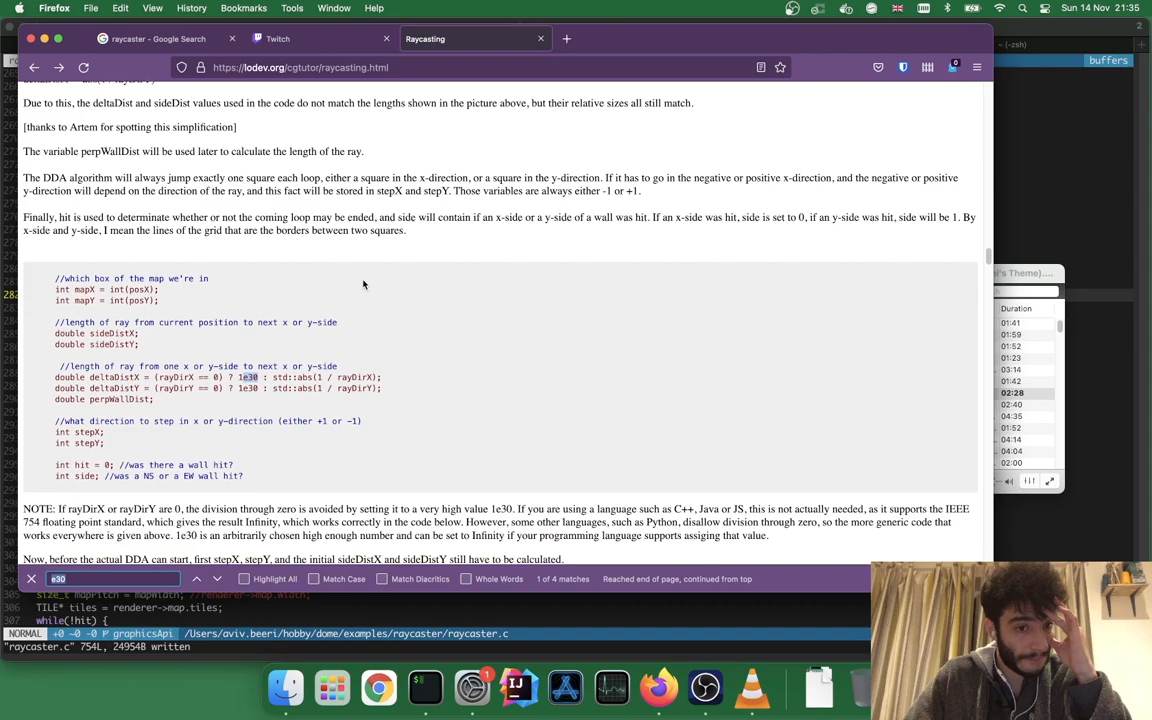 Firefox File Edit View History Bookmarks Tools Window Help Sun 14 Nov 21:35
raycaster - Google Search Twitch Raycasting
~ (-zsh)
https://lodev.org/cgtutor/raycasting.html
buffers
Due to this, the deltaDist and sideDist values used in the code do not match the lengths shown in the picture above, but their relative sizes all still match.
[thanks to Artem for spotting this simplification]
The variable perpWallDist will be used later to calculate the length of the ray.
The DDA algorithm will always jump exactly one square each loop, either a square in the x-direction, or a square in the y-direction. If it has to go in the negative or positive x-direction, and the negative or positive
y-direction will depend on the direction of the ray, and this fact will be stored in stepX and stepY. Those variables are always either -1 or +1.
Finally, hit is used to determinate whether or not the coming loop may be ended, and side will contain if an x-side or a y-side of a wall was hit. If an x-side was hit, side is set to 0, if an y-side was hit, side will be 1. By
x-side and y-side, I mean the lines of the grid that are the borders between two squares.
//which box of the map we're in
int mapX = int(posX);
int mapY = int(posY);
//length of ray from current position to next x or y-side
double sideDistX;
double sideDistY;
//length of ray from one x or y-side to next x or y-side
double deltaDistX = (rayDirX == 0) ? 1e30 : std::abs(1 / rayDirX);
double deltaDistY = (rayDirY == 0) ? 1e30 : std::abs(1 / rayDirY);
double perpWallDist;
//what direction to step in x or y-direction (either +1 or -1)
int stepX;
int stepY;
int hit = 0; //was there a wall hit?
int side; //was a NS or a EW wall hit?
NOTE: If rayDirX or rayDirY are 0, the division through zero is avoided by setting it to a very high value 1e30. If you are using a language such as C++, Java or JS, this is not actually needed, as it supports the IEEE
754 floating point standard, which gives the result Infinity, which works correctly in the code below. However, some other languages, such as Python, disallow division through zero, so the more generic code that
works everywhere is given above. 1e30 is an arbitrarily chosen high enough number and can be set to Infinity if your programming language supports assigning that value.
Now, before the actual DDA can start, first stepX, stepY, and the initial sideDistX and sideDistY still have to be calculated.
i's Theme)....
Duration
01:41
01:59
01:52
01:23
03:14
01:42
02:28
02:40
04:35
01:52
04:14
04:04
02:00
e30 Highlight All Match Case Match Diacritics Whole Words 1 of 4 matches Reached end of page, continued from top
306 TILE* tiles = renderer->map.tiles;
307 while(!hit) {
NORMAL +0 ~0 -0 graphicsApi /Users/aviv.beeri/hobby/dome/examples/raycaster/raycaster.c
"raycaster.c" 754L, 24954B written